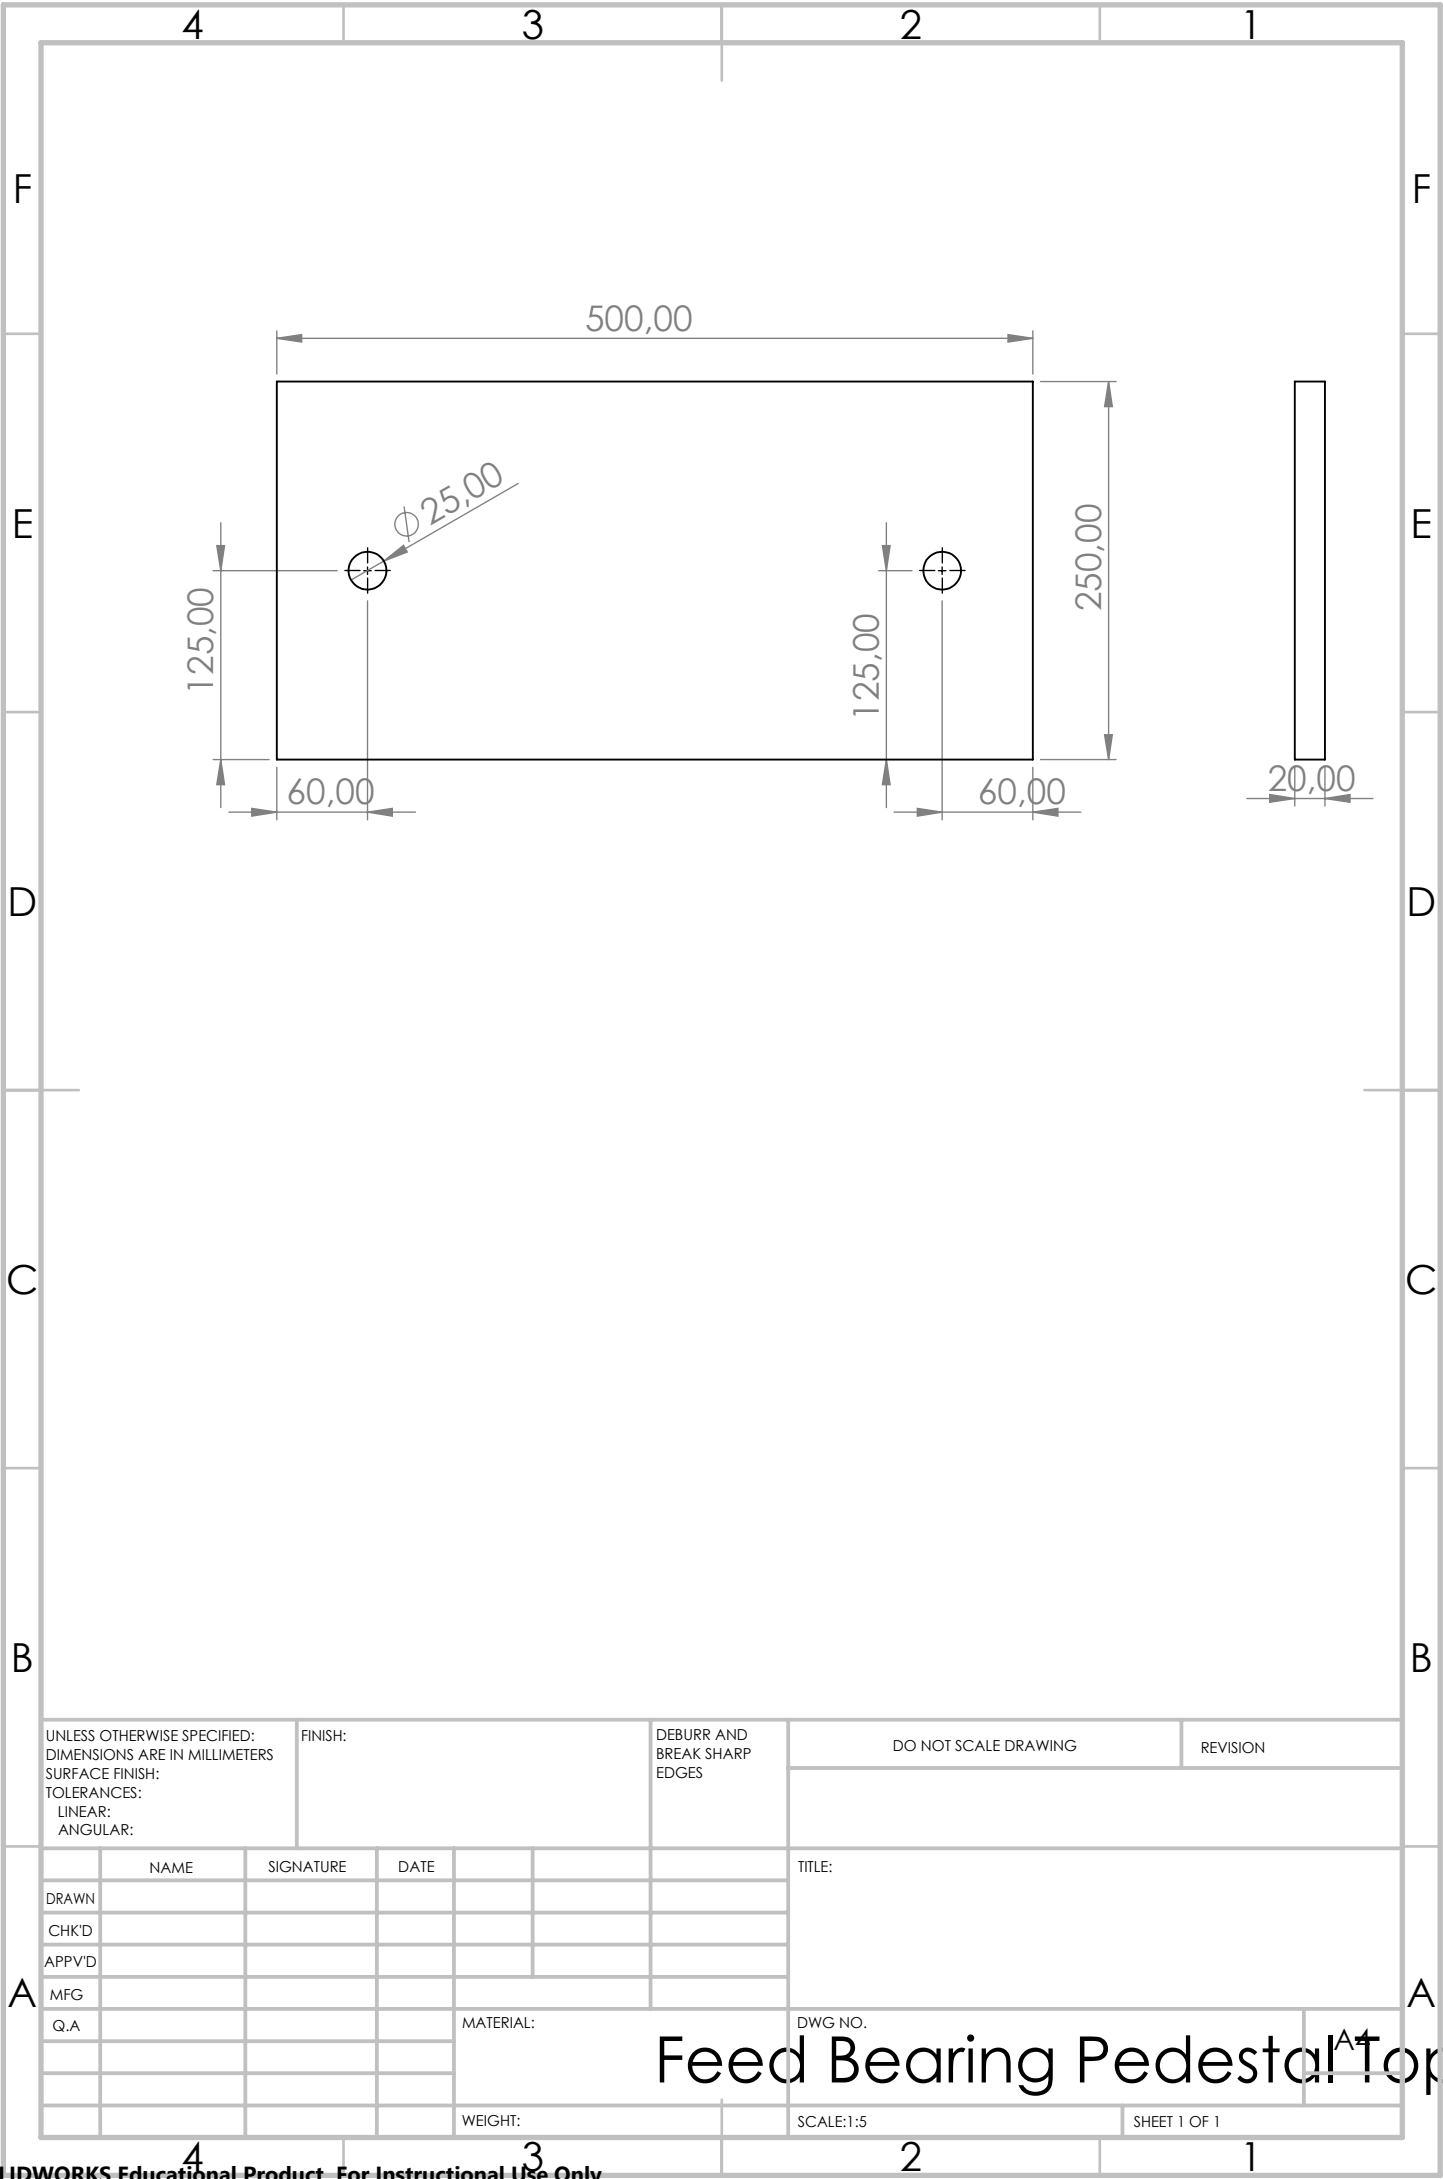 4 3 2 1
F F
500,00
⌀25,00
E E
250,00
125,00
125,00
60,00 60,00 20,00
D D
C C
B B
UNLESS OTHERWISE SPECIFIED:
DIMENSIONS ARE IN MILLIMETERS
SURFACE FINISH:
TOLERANCES:
LINEAR:
ANGULAR:
FINISH:
DEBURR AND
BREAK SHARP
EDGES
DO NOT SCALE DRAWING
REVISION
NAME SIGNATURE DATE
TITLE:
DRAWN
CHK'D
APPV'D
A MFG A
Q.A
MATERIAL:
DWG NO.
A4
Feed Bearing Pedestal Top
WEIGHT:
SCALE:1:5
SHEET 1 OF 1
4 3 2 1
Educational Product. For Instructional Use Only.